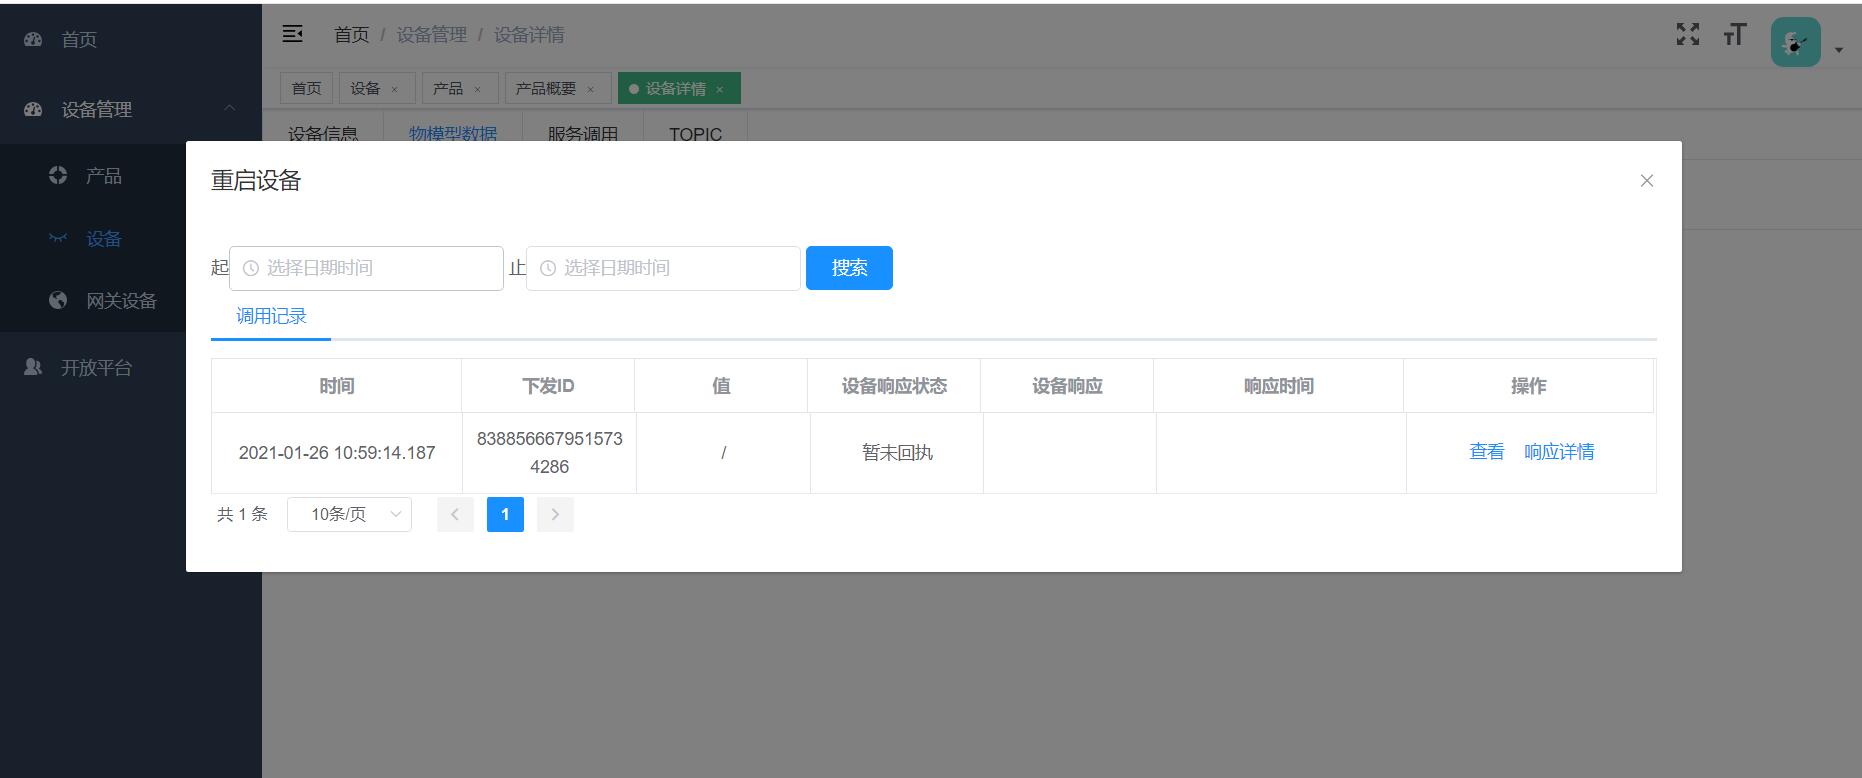 首页
设备管理
产品
设备
网关设备
开放平台
首页 / 设备管理 / 设备详情
首页 设备 × 产品 × 产品概要 × 设备详情 ×
设备信息 物模型数据 服务调用 TOPIC
重启设备
起 选择日期时间 止 选择日期时间 搜索
调用记录
时间 下发ID 值 设备响应状态 设备响应 响应时间 操作
2021-01-26 10:59:14.187 838856667951573 / 暂未回执 查看 响应详情
4286
共 1 条 10条/页 1